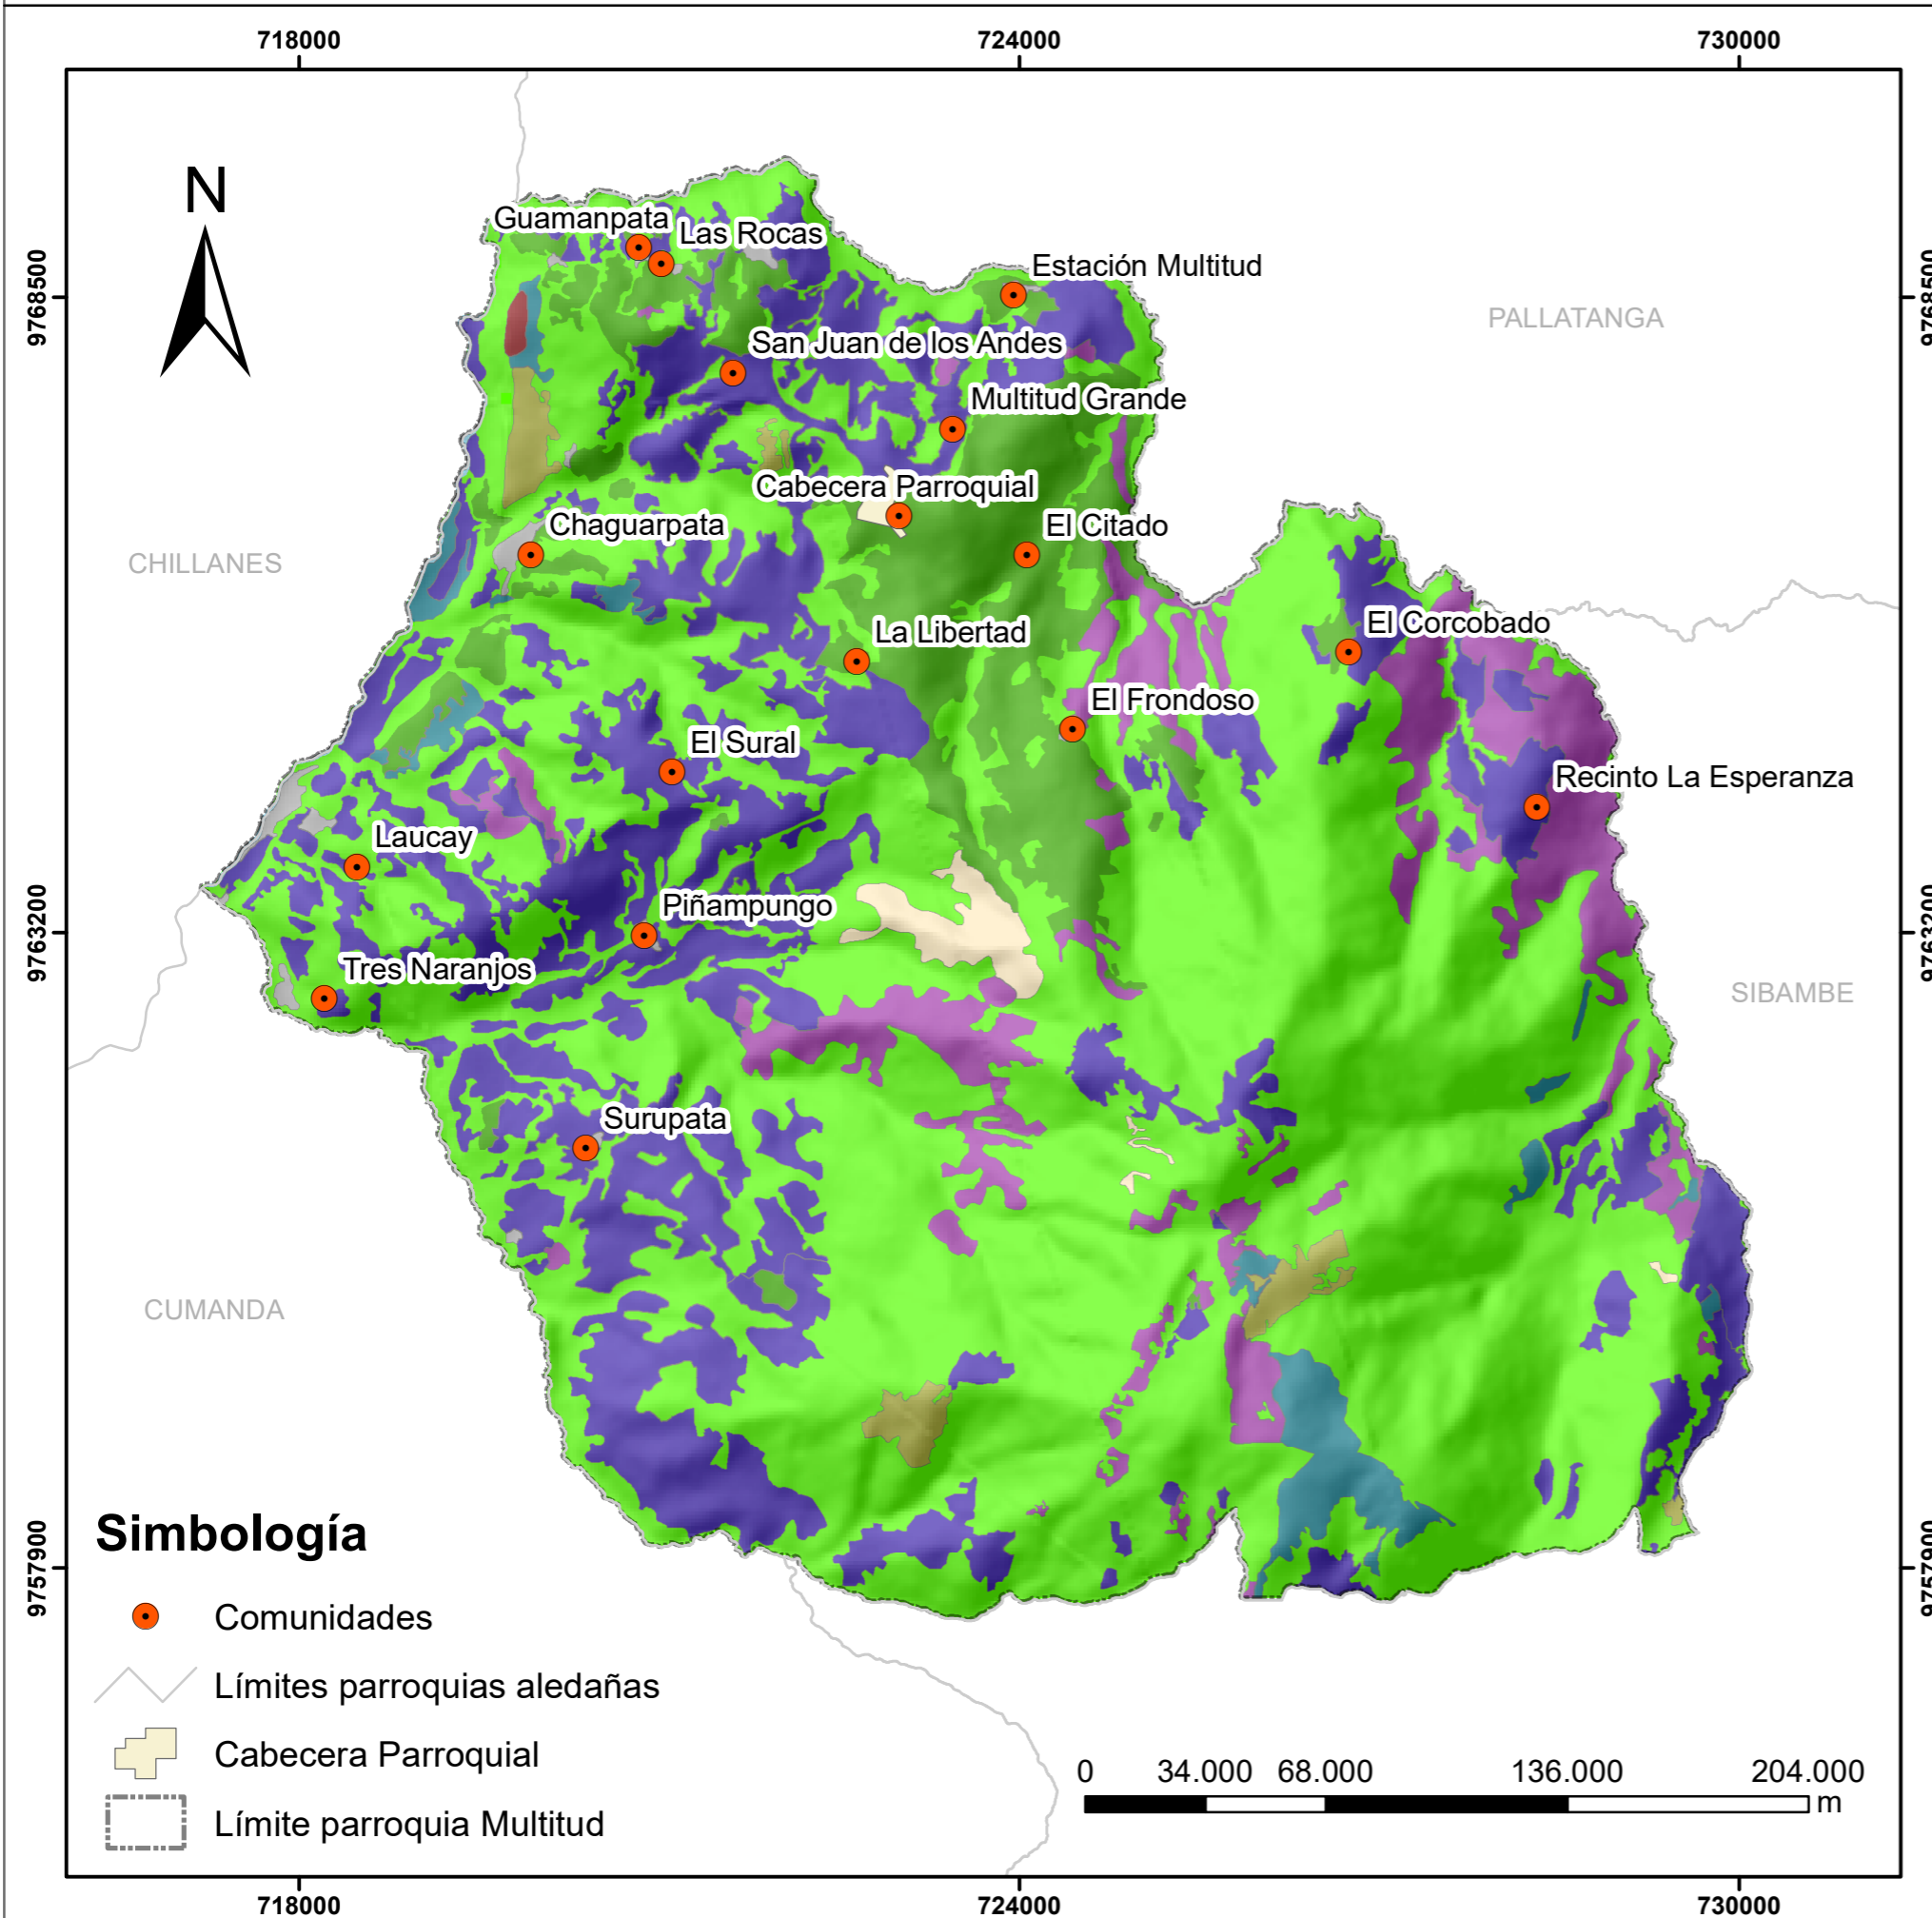 718000 724000 730000
N
Guamanpata
Las Rocas
Estación Multitud
9768500
9768500
PALLATANGA
San Juan de los Andes
Multitud Grande
Cabecera Parroquial
Chaguarpata
El Citado
CHILLANES
El Corcobado
La Libertad
El Frondoso
El Sural
Recinto La Esperanza
Laucay
Piñampungo
9763200
9763200
Tres Naranjos
SIBAMBE
Surupata
CUMANDA
Simbología
9757900
9757900
Comunidades
Límites parroquias aledañas
Cabecera Parroquial
Límite parroquia Multitud
0 34.000 68.000 136.000 204.000
m
718000 724000 730000